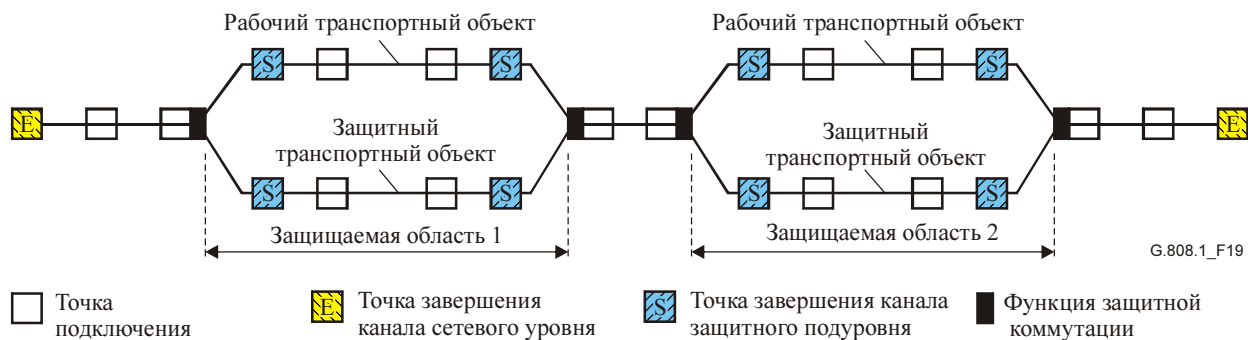 Рабочий транспортный объект
Рабочий транспортный объект
S
S
S
S
E
E
Защитный
транспортный объект
Защитный
транспортный объект
S
S
S
S
Защищаемая область 1
Защищаемая область 2
G.808.1_F19
Точка
подключения
E
Точка завершения
канала сетевого уровня
S
Точка завершения канала
защитного подуровня
Функция защитной
коммутации